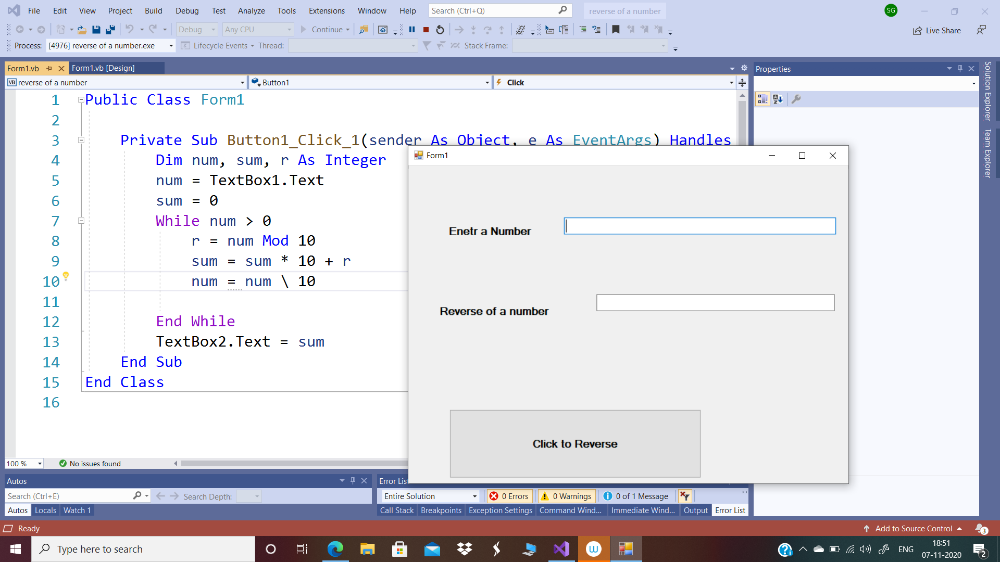 File Edit View Project Build Debug Test Analyze Tools Extensions Window Help Search (Ctrl+Q) reverse of a number SG
Debug Any CPU Continue Live Share
Process: [4976] reverse of a number.exe Lifecycle Events Thread: Stack Frame:
Form1.vb Form1.vb [Design]
VB reverse of a number Button1 Click
1 Public Class Form1
2
3 Private Sub Button1_Click_1(sender As Object, e As EventArgs) Handles
4 Dim num, sum, r As Integer
5 num = TextBox1.Text
6 sum = 0
7 While num > 0
8 r = num Mod 10
9 sum = sum * 10 + r
10 num = num \ 10
11
12 End While
13 TextBox2.Text = sum
14 End Sub
15 End Class
16
100 % No issues found
Form1
Enetr a Number
Reverse of a number
Click to Reverse
Properties
Solution Explorer
Team Explorer
Autos
Search (Ctrl+E) Search Depth:
Autos Locals Watch 1
Error List
Entire Solution 0 Errors 0 Warnings 0 of 1 Message
Call Stack Breakpoints Exception Settings Command Wind... Immediate Wind... Output Error List
Ready Add to Source Control 3
Type here to search
ENG
18:51
07-11-2020
2